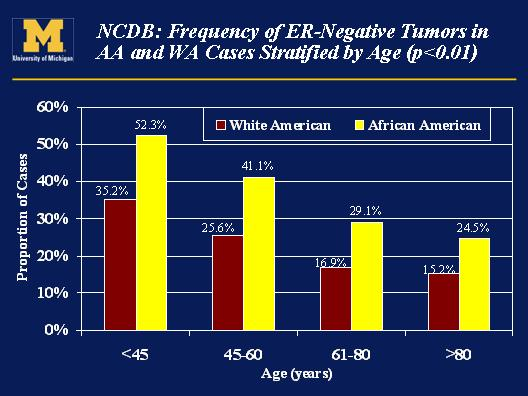 M
University of Michigan
NCDB: Frequency of ER-Negative Tumors in
AA and WA Cases Stratified by Age (p<0.01)
60%
50%
40%
30%
20%
10%
0%
Proportion of Cases
White American
African American
35.2%
52.3%
25.6%
41.1%
16.9%
29.1%
15.2%
24.5%
<45
45-60
61-80
>80
Age (years)